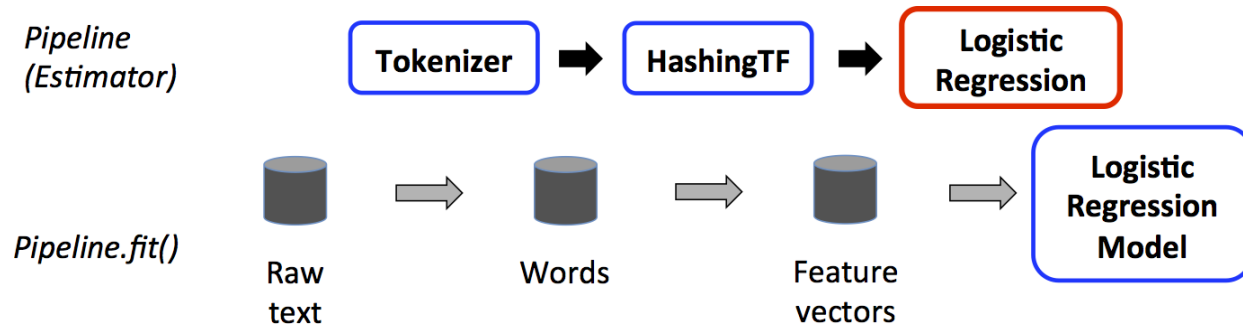 Pipeline
(Estimator)
Tokenizer
HashingTF
Logistic
Regression
Pipeline.fit()
Raw
text
Words
Feature
vectors
Logistic
Regression
Model